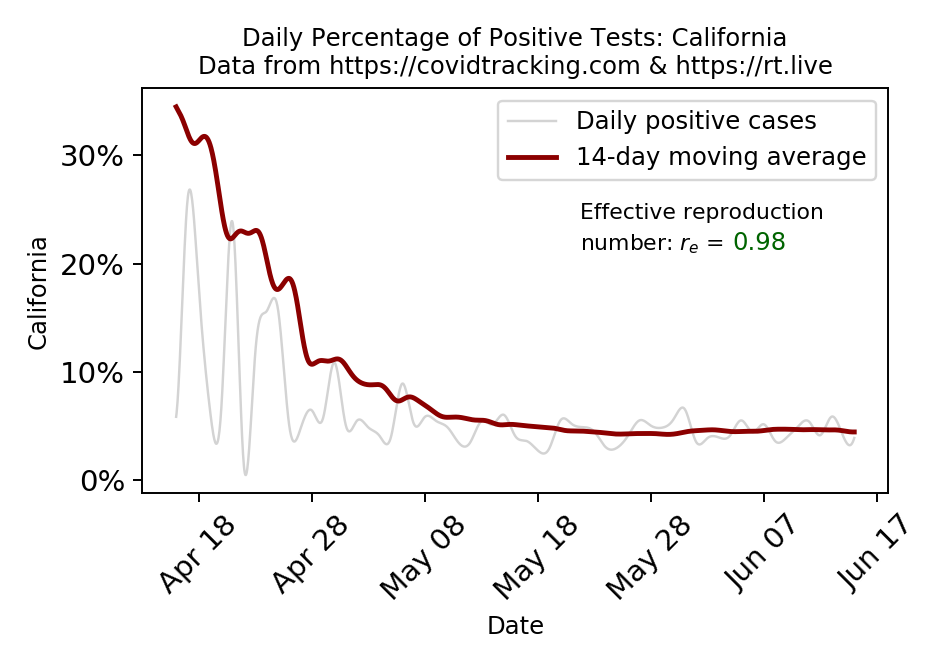 Daily Percentage of Positive Tests: California
Data from https://covidtracking.com & https://rt.live
Daily positive cases
14-day moving average
Effective reproduction
number: rₑ = 0.98
California
30%
20%
10%
0%
Apr 18
Apr 28
May 08
May 18
May 28
Jun 07
Jun 17
Date